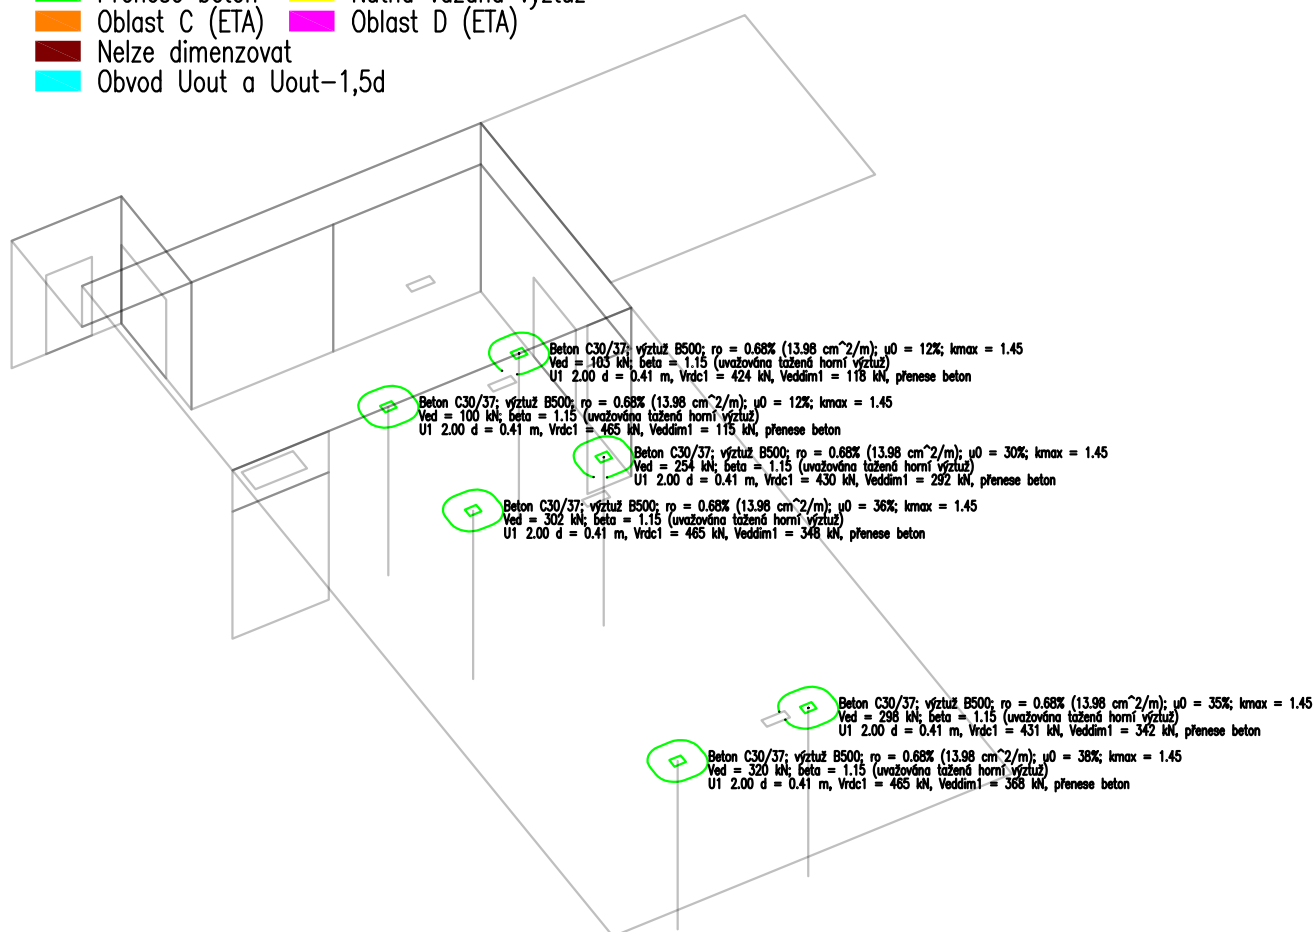 Přenese beton Nutná vázaná výztuž
Oblast C (ETA) Oblast D (ETA)
Nelze dimenzovat
Obvod Uout a Uout-1,5d
Beton C30/37; výztuž B500; ro = 0.68% (13.98 cm^2/m); µ0 = 12%; kmax = 1.45
Ved = 103 kN; beta = 1.15 (uvažována tažená horní výztuž)
U1 2.00 d = 0.41 m, Vrdc1 = 424 kN, Veddim1 = 118 kN, přenese beton
Beton C30/37; výztuž B500; ro = 0.68% (13.98 cm^2/m); µ0 = 12%; kmax = 1.45
Ved = 100 kN; beta = 1.15 (uvažována tažená horní výztuž)
U1 2.00 d = 0.41 m, Vrdc1 = 465 kN, Veddim1 = 115 kN, přenese beton
Beton C30/37; výztuž B500; ro = 0.68% (13.98 cm^2/m); µ0 = 30%; kmax = 1.45
Ved = 254 kN; beta = 1.15 (uvažována tažená horní výztuž)
U1 2.00 d = 0.41 m, Vrdc1 = 430 kN, Veddim1 = 292 kN, přenese beton
Beton C30/37; výztuž B500; ro = 0.68% (13.98 cm^2/m); µ0 = 36%; kmax = 1.45
Ved = 302 kN; beta = 1.15 (uvažována tažená horní výztuž)
U1 2.00 d = 0.41 m, Vrdc1 = 465 kN, Veddim1 = 348 kN, přenese beton
Beton C30/37; výztuž B500; ro = 0.68% (13.98 cm^2/m); µ0 = 35%; kmax = 1.45
Ved = 298 kN; beta = 1.15 (uvažována tažená horní výztuž)
U1 2.00 d = 0.41 m, Vrdc1 = 431 kN, Veddim1 = 342 kN, přenese beton
Beton C30/37; výztuž B500; ro = 0.68% (13.98 cm^2/m); µ0 = 38%; kmax = 1.45
Ved = 320 kN; beta = 1.15 (uvažována tažená horní výztuž)
U1 2.00 d = 0.41 m, Vrdc1 = 465 kN, Veddim1 = 368 kN, přenese beton